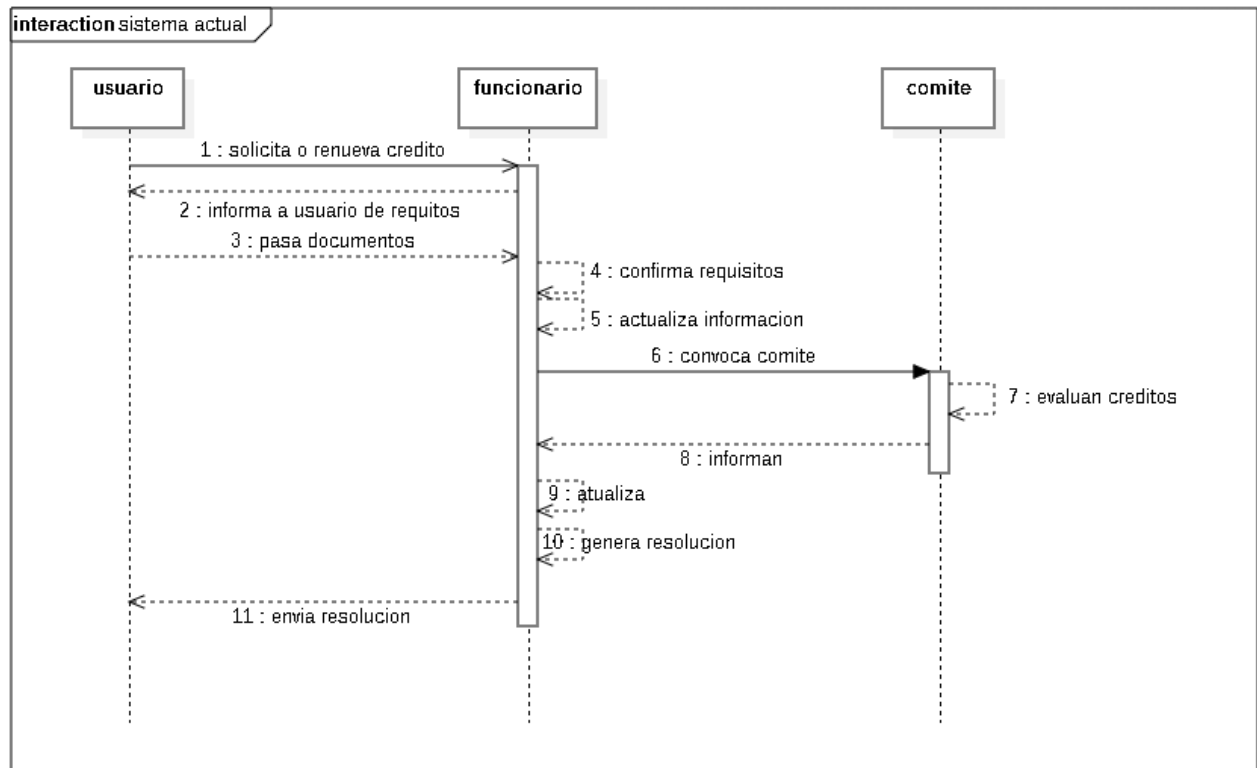 interaction sistema actual
usuario
funcionario
comite
1 : solicita o renueva credito
2 : informa a usuario de requitos
3 : pasa documentos
4 : confirma requisitos
5 : actualiza informacion
6 : convoca comite
7 : evaluan creditos
8 : informan
9 : atualiza
10 : genera resolucion
11 : envia resolucion